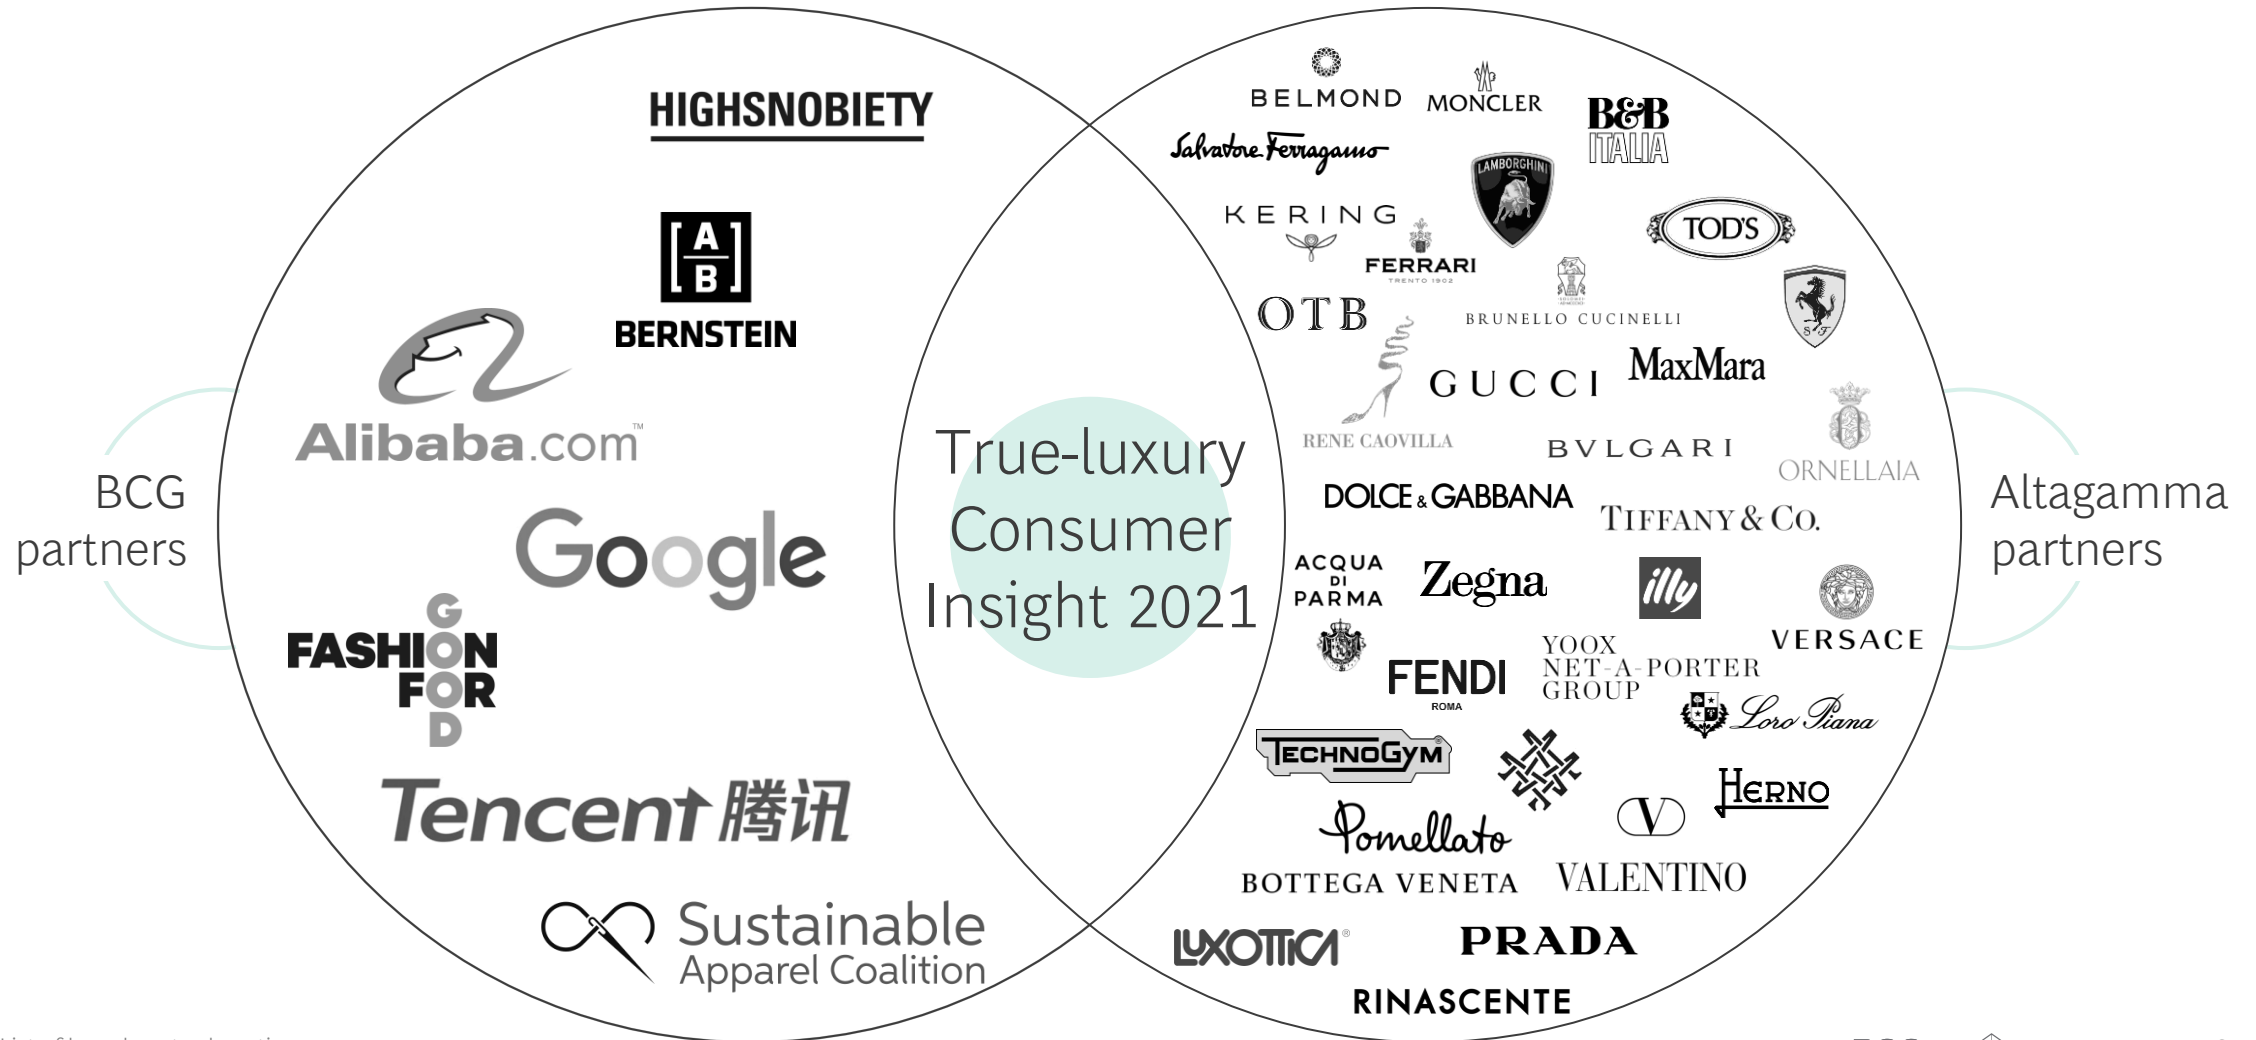 HIGHSNOBIETY
[A
B]
BERNSTEIN
Alibaba.com™
BCG
partners
Google
GOOD
FASHION
FOR
Tencent 腾讯
Sustainable
Apparel Coalition
True-luxury
Consumer
Insight 2021
BELMOND
MONCLER
B&B
ITALIA
Salvatore Ferragamo
LAMBORGHINI
KERING
TOD'S
FERRARI
TRENTO 1902
S F
OTB
BRUNELLO CUCINELLI
MaxMara
GUCCI
RENE CAOVILLA
BVLGARI
ORNELLAIA
DOLCE & GABBANA
TIFFANY & CO.
ACQUA
DI
PARMA
Zegna
illy
VERSACE
FENDI
ROMA
YOOX
NET-A-PORTER
GROUP
Loro Piana
TECHNOGYM®
HERNO
Pomellato
V
VALENTINO
BOTTEGA VENETA
LUXOTTICA®
PRADA
RINASCENTE
Altagamma
partners